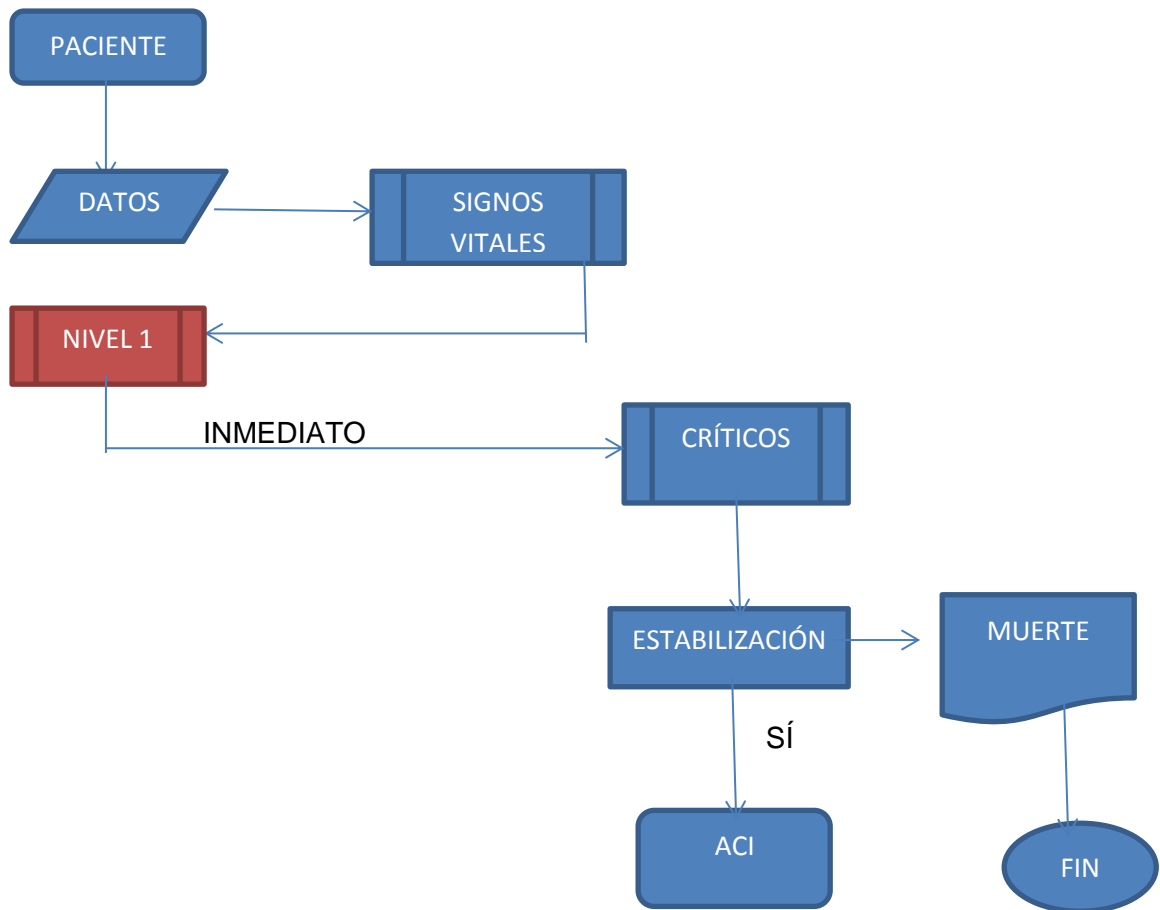 PACIENTE
DATOS
SIGNOS
VITALES
NIVEL 1
INMEDIATO
CRÍTICOS
ESTABILIZACIÓN
MUERTE
SÍ
ACI
FIN